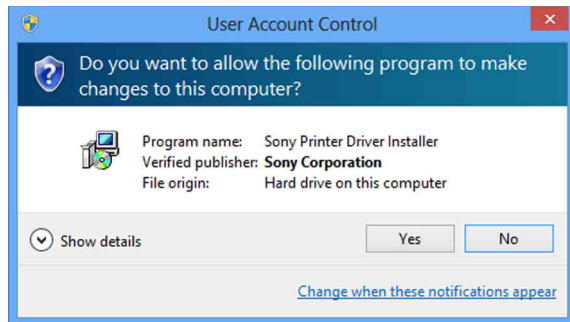 User Account Control
Do you want to allow the following program to make
changes to this computer?
Program name: Sony Printer Driver Installer
Verified publisher: Sony Corporation
File origin: Hard drive on this computer
Show details
Yes
No
Change when these notifications appear